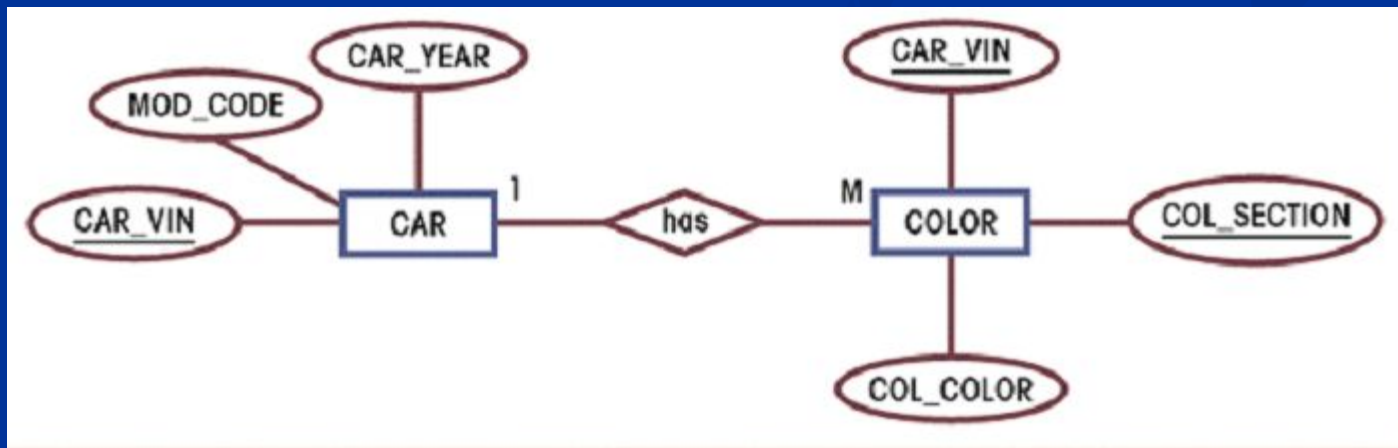 CAR_YEAR
CAR_VIN
MOD_CODE
CAR_VIN
CAR
1
has
M
COLOR
COL_SECTION
COL_COLOR